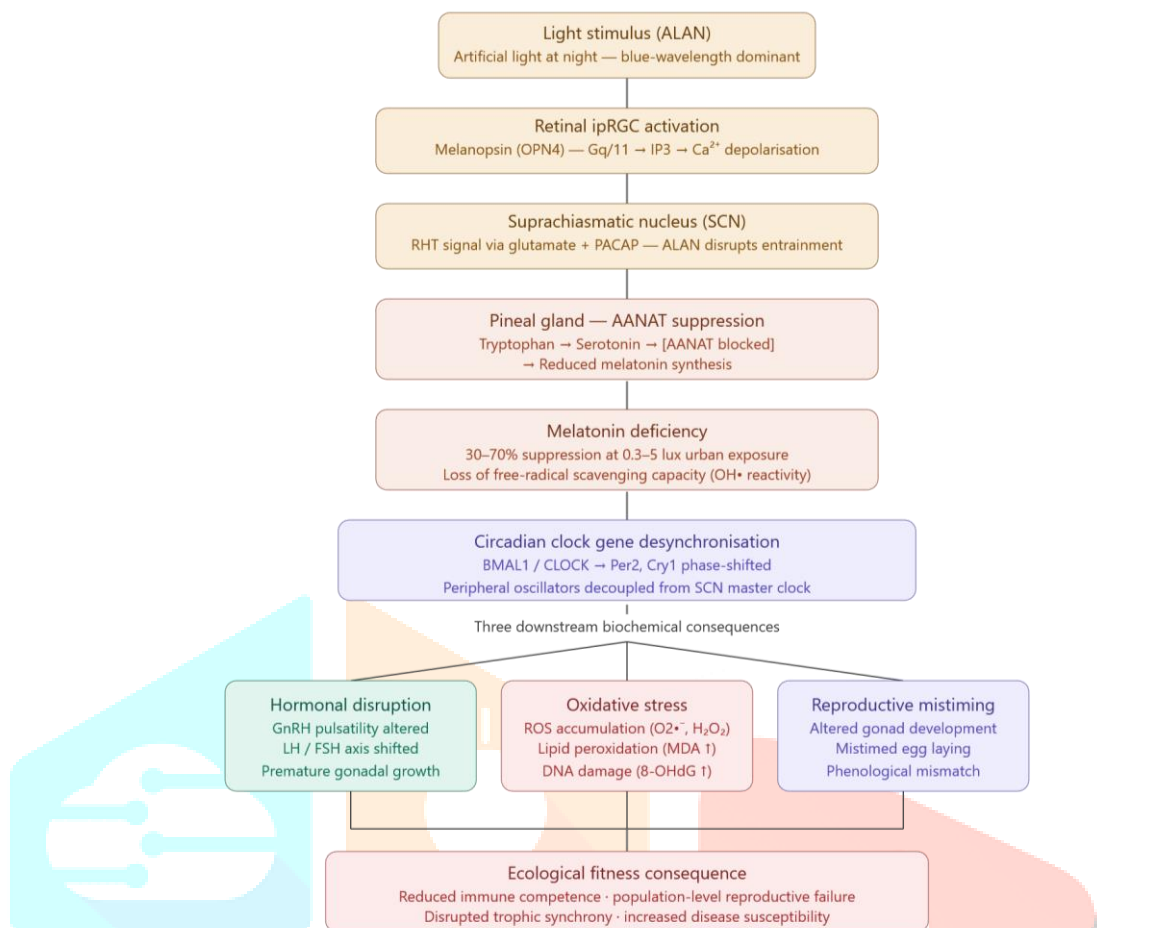 Light stimulus (ALAN)
Artificial light at night — blue-wavelength dominant
Retinal ipRGC activation
Melanopsin (OPN4) — Gq/11 → IP3 → Ca²⁺ depolarisation
Suprachiasmatic nucleus (SCN)
RHT signal via glutamate + PACAP — ALAN disrupts entrainment
Pineal gland — AANAT suppression
Tryptophan → Serotonin → [AANAT blocked]
→ Reduced melatonin synthesis
Melatonin deficiency
30–70% suppression at 0.3–5 lux urban exposure
Loss of free-radical scavenging capacity (OH• reactivity)
Circadian clock gene desynchronisation
BMAL1 / CLOCK → Per2, Cry1 phase-shifted
Peripheral oscillators decoupled from SCN master clock
Three downstream biochemical consequences
Hormonal disruption
GnRH pulsatility altered
LH / FSH axis shifted
Premature gonadal growth
Oxidative stress
ROS accumulation (O2•⁻, H₂O₂)
Lipid peroxidation (MDA ↑)
DNA damage (8-OHdG ↑)
Reproductive mistiming
Altered gonad development
Mistimed egg laying
Phenological mismatch
Ecological fitness consequence
Reduced immune competence · population-level reproductive failure
Disrupted trophic synchrony · increased disease susceptibility